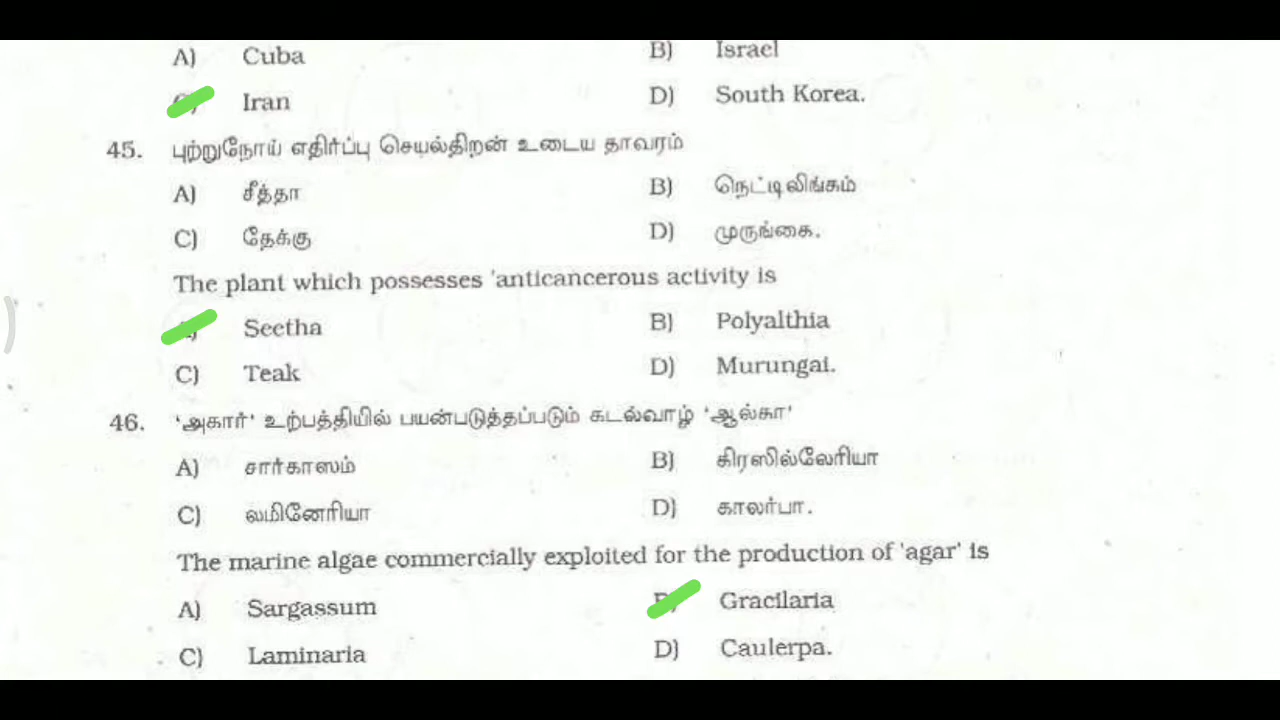 A) Cuba B) Israel
Iran D) South Korea.
45. புற்றுநோய் எதிர்ப்பு செயல்திறன் உடைய தாவரம்
A) சீத்தா B) நெட்டிலிங்கம்
C) தேக்கு D) முருங்கை.
The plant which possesses 'anticancerous activity is
Seetha B) Polyalthia
C) Teak D) Murungai.
46. 'அகார்' உற்பத்தியில் பயன்படுத்தப்படும் கடல்வாழ் 'ஆல்கா'
A) சார்காஸம் B) கிரஸில்லேரியா
C) லமினேரியா D) காலர்பா.
The marine algae commercially exploited for the production of 'agar' is
A) Sargassum Gracilaria
C) Laminaria D) Caulerpa.